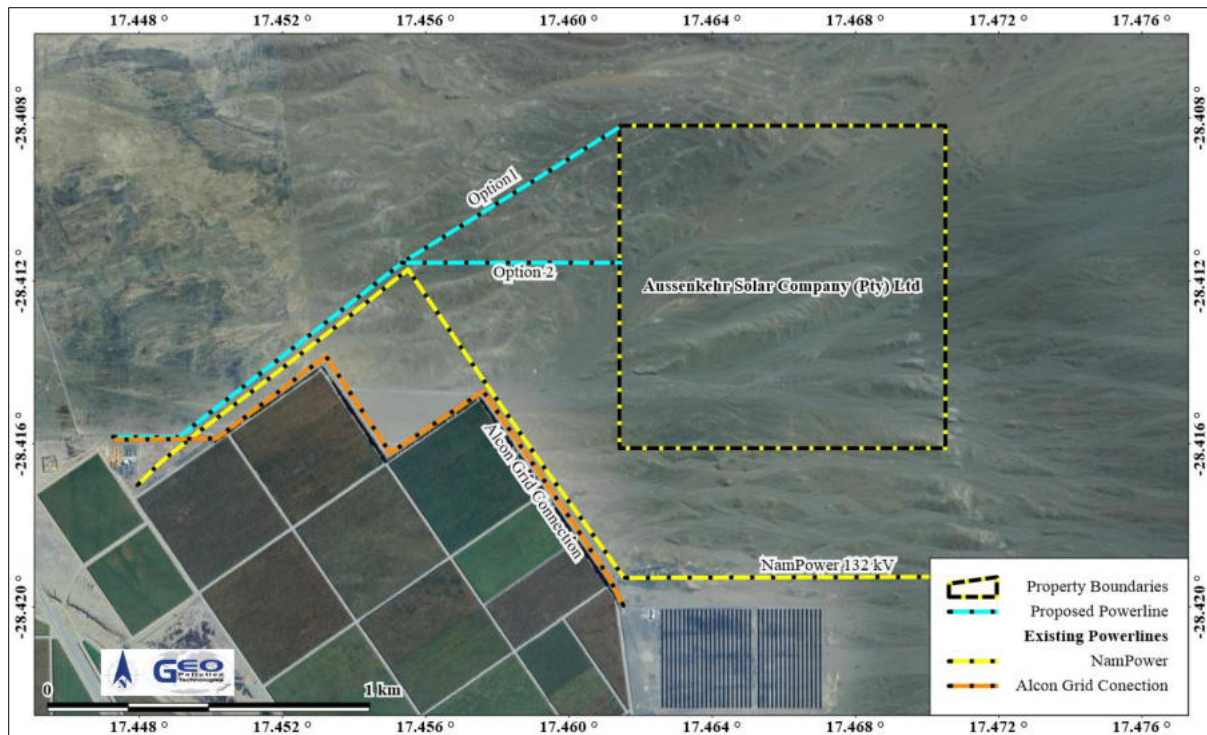 17.448 ° 17.452 ° 17.456 ° 17.460 ° 17.464 ° 17.468 ° 17.472 ° 17.476 °
-28.408 ° -28.408 °
Option1
Option 2
-28.412 ° -28.412 °
Aussenkehr Solar Company (Pty) Ltd
-28.416 ° -28.416 °
Alcon Grid Connection
NamPower 132 kV
-28.420 ° -28.420 °
Property Boundaries
Proposed Powerline
Existing Powerlines
NamPower
Alcon Grid Conection
GEO
Pollution
Technologies
0 1 km
17.448 ° 17.452 ° 17.456 ° 17.460 ° 17.464 ° 17.468 ° 17.472 ° 17.476 °